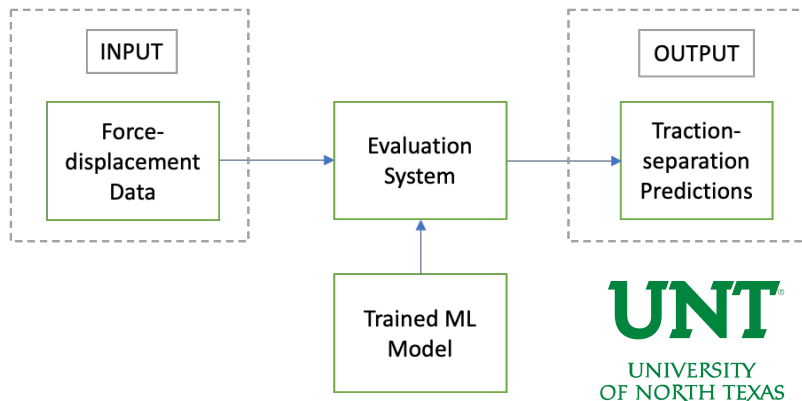 INPUT
Force-
displacement
Data
Evaluation
System
Trained ML
Model
OUTPUT
Traction-
separation
Predictions
UNT®
UNIVERSITY
OF NORTH TEXAS